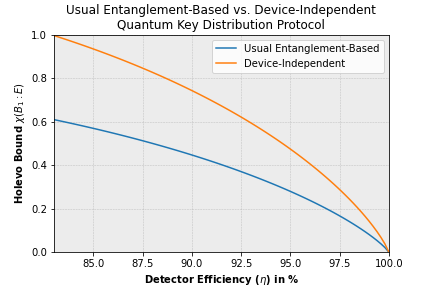 Usual Entanglement-Based vs. Device-Independent
Quantum Key Distribution Protocol
Usual Entanglement-Based
Device-Independent
Holevo Bound χ(B₁ : E)
1.0
0.8
0.6
0.4
0.2
0.0
85.0
87.5
90.0
92.5
95.0
97.5
100.0
Detector Efficiency (η) in %